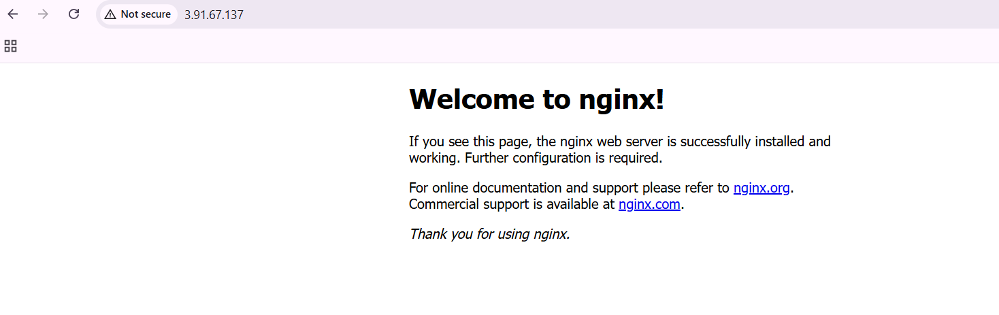 Not secure 3.91.67.137
Welcome to nginx!
If you see this page, the nginx web server is successfully installed and
working. Further configuration is required.
For online documentation and support please refer to nginx.org.
Commercial support is available at nginx.com.
Thank you for using nginx.